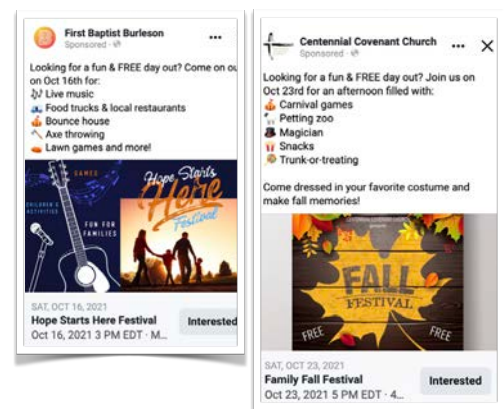 First Baptist Burleson
Sponsored ·
Looking for a fun & FREE day out? Come on ou
on Oct 16th for:
Live music
Food trucks & local restaurants
Bounce house
Axe throwing
Lawn games and more!
GAMES
CHILDREN'S
ACTIVITIES
FUN FOR
FAMILIES
Hope Starts
Here
Festival
SAT, OCT 16, 2021
Hope Starts Here Festival
Interested
Oct 16, 2021 3 PM EDT · M...
Centennial Covenant Church
Sponsored ·
Looking for a fun & FREE day out? Join us on
Oct 23rd for an afternoon filled with:
Carnival games
Petting zoo
Magician
Snacks
Trunk-or-treating
Come dressed in your favorite costume and
make fall memories!
FALL
FESTIVAL
FREE
FREE
SAT, OCT 23, 2021
Family Fall Festival
Interested
Oct 23, 2021 5 PM EDT · 4...